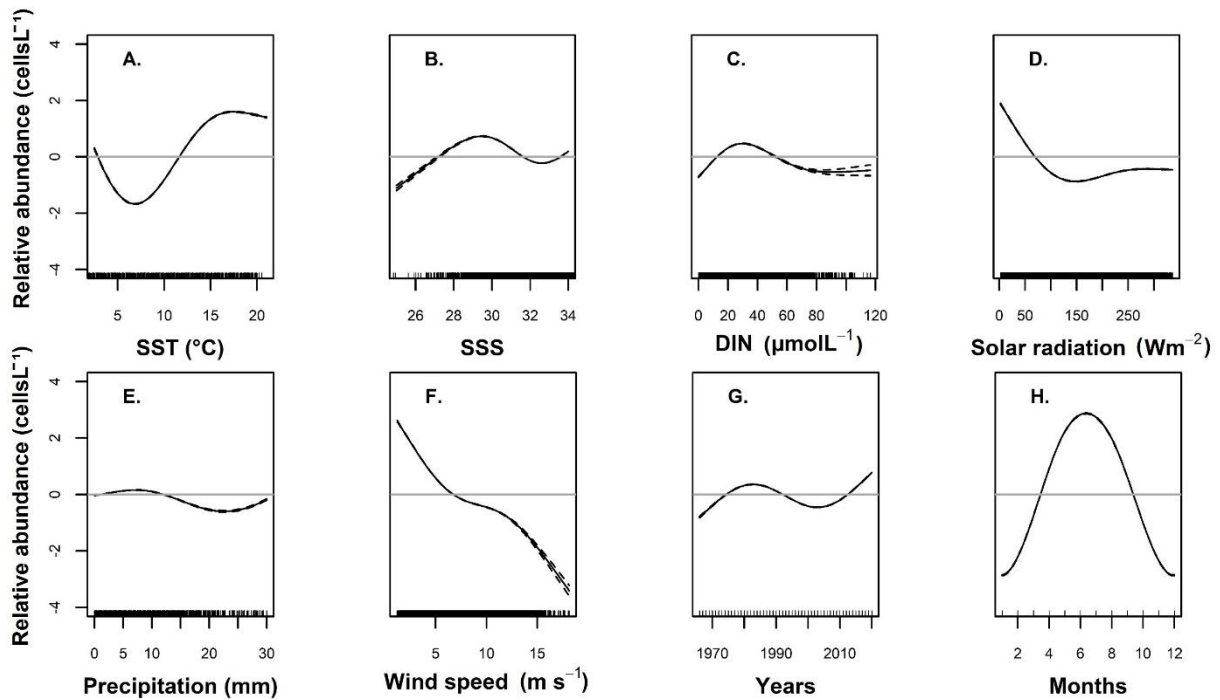 Relative abundance (cellsL⁻¹)
4
2
0
-2
-4
A.
5 10 15 20
SST (°C)
B.
26 28 30 32 34
SSS
C.
0 20 40 60 80 120
DIN (µmolL⁻¹)
D.
0 50 150 250
Solar radiation (Wm⁻²)
Relative abundance (cellsL⁻¹)
4
2
0
-2
-4
E.
0 5 10 20 30
Precipitation (mm)
F.
5 10 15
Wind speed (m s⁻¹)
G.
1970 1990 2010
Years
H.
2 4 6 8 10 12
Months